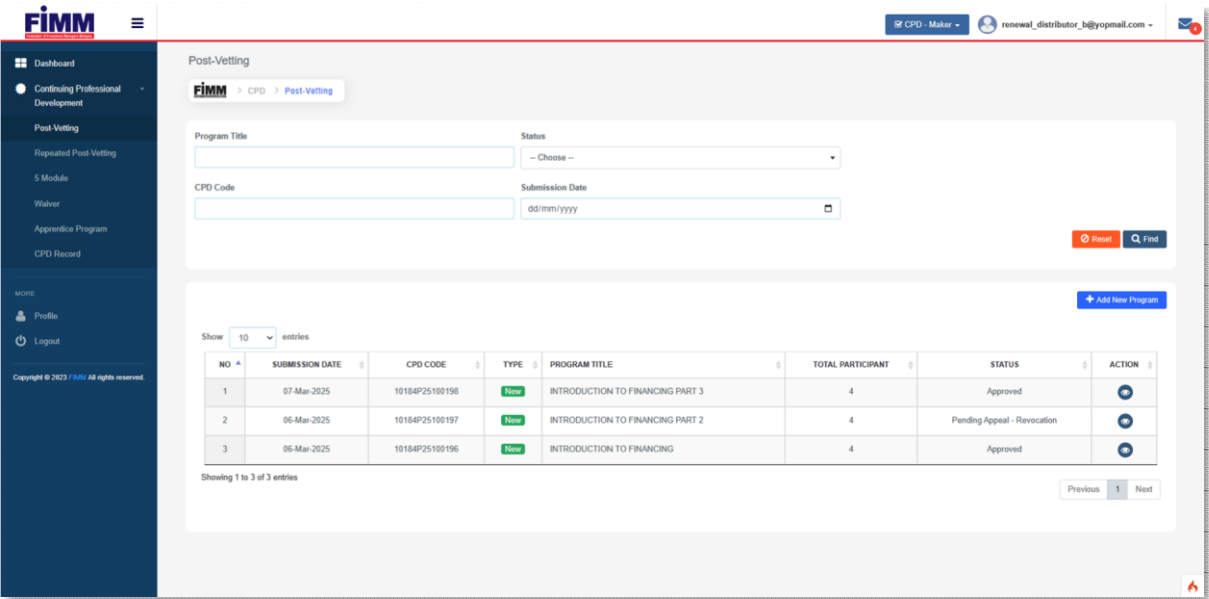 FiMM
CPD - Maker
renewal_distributor_b@yopmail.com
Dashboard
Continuing Professional
Development
Post-Vetting
Repeated Post-Vetting
5 Module
Waiver
Apprentice Program
CPD Record
MORE
Profile
Logout
Copyright © 2023 FIMM All rights reserved.
Post-Vetting
FiMM > CPD > Post-Vetting
Program Title
Status
-- Choose --
CPD Code
Submission Date
dd/mm/yyyy
Reset
Find
Add New Program
Show 10 entries
NO SUBMISSION DATE CPD CODE TYPE PROGRAM TITLE TOTAL PARTICIPANT STATUS ACTION
1 07-Mar-2025 10184P25100198 New INTRODUCTION TO FINANCING PART 3 4 Approved
2 06-Mar-2025 10184P25100197 New INTRODUCTION TO FINANCING PART 2 4 Pending Appeal - Revocation
3 06-Mar-2025 10184P25100196 New INTRODUCTION TO FINANCING 4 Approved
Showing 1 to 3 of 3 entries
Previous 1 Next